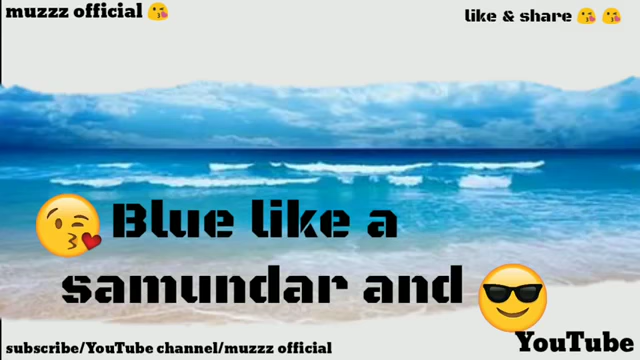 muzzz official 😘
like & share 😘 😘
😘 Blue like a
samundar and 😎
YouTube
subscribe/YouTube channel/muzzz official